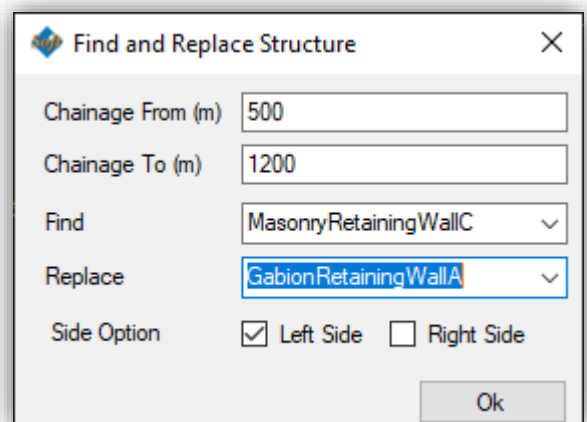 Find and Replace Structure
Chainage From (m) 500
Chainage To (m) 1200
Find MasonryRetainingWallC
Replace GabionRetainingWallA
Side Option Left Side Right Side
Ok